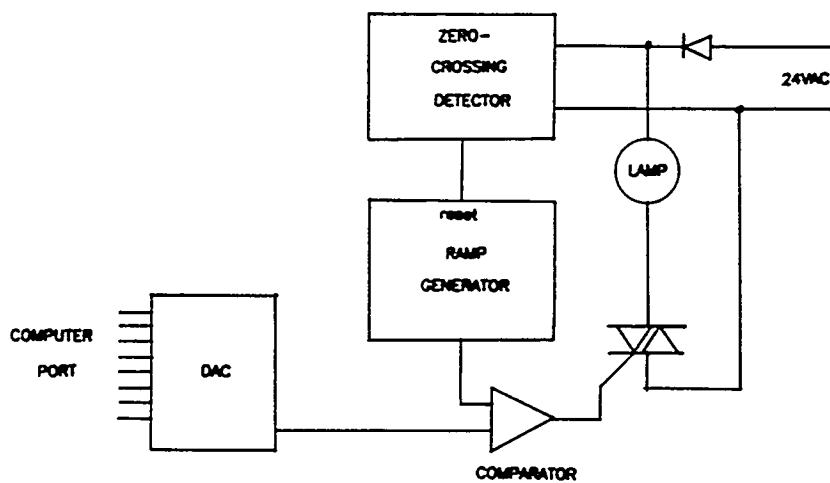 ZERO-
CROSSING
DETECTOR
24VAC
LAMP
reset
RAMP
GENERATOR
COMPUTER
PORT
DAC
COMPARATOR